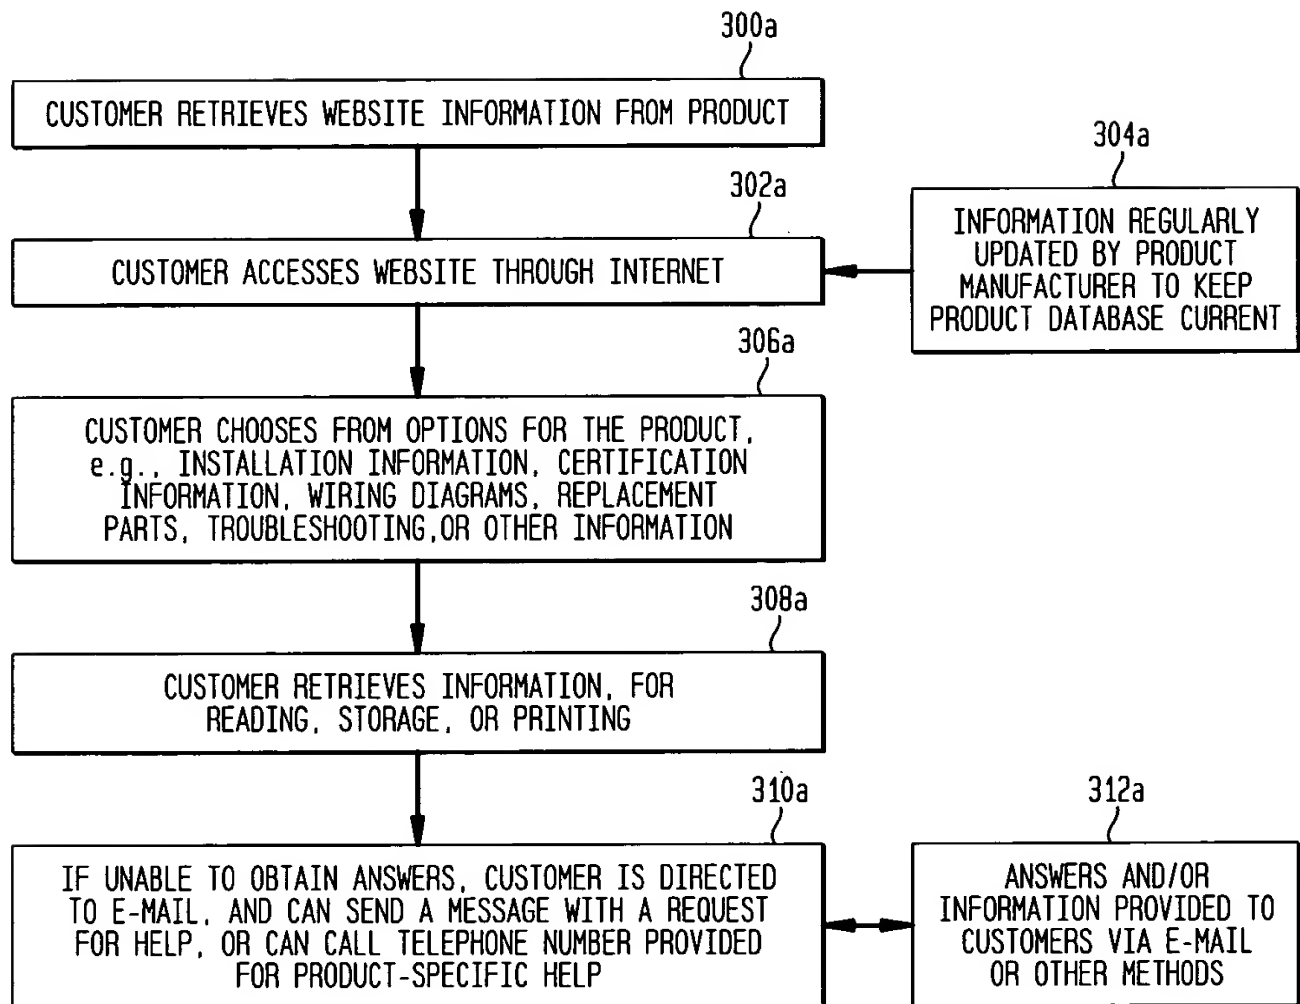 300a
CUSTOMER RETRIEVES WEBSITE INFORMATION FROM PRODUCT
302a
CUSTOMER ACCESSES WEBSITE THROUGH INTERNET
304a
INFORMATION REGULARLY
UPDATED BY PRODUCT
MANUFACTURER TO KEEP
PRODUCT DATABASE CURRENT
306a
CUSTOMER CHOOSES FROM OPTIONS FOR THE PRODUCT,
e.g., INSTALLATION INFORMATION, CERTIFICATION
INFORMATION, WIRING DIAGRAMS, REPLACEMENT
PARTS, TROUBLESHOOTING,OR OTHER INFORMATION
308a
CUSTOMER RETRIEVES INFORMATION, FOR
READING, STORAGE, OR PRINTING
310a
IF UNABLE TO OBTAIN ANSWERS, CUSTOMER IS DIRECTED
TO E-MAIL, AND CAN SEND A MESSAGE WITH A REQUEST
FOR HELP, OR CAN CALL TELEPHONE NUMBER PROVIDED
FOR PRODUCT-SPECIFIC HELP
312a
ANSWERS AND/OR
INFORMATION PROVIDED TO
CUSTOMERS VIA E-MAIL
OR OTHER METHODS